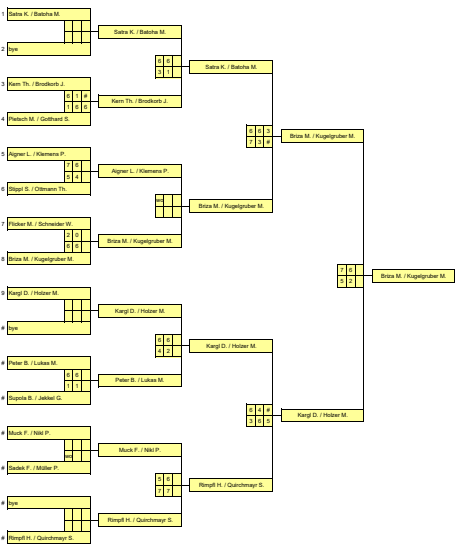 1 Satra K. / Batoha M.
Satra K. / Batoha M.
2 bye
6 6
3 1
Satra K. / Batoha M.
3 Kern Th. / Brodkorb J.
6 1 #
1 6 6
Kern Th. / Brodkorb J.
4 Pietsch M. / Gotthard S.
6 6 3
7 3 #
Briza M. / Kugelgruber M.
5 Aigner L. / Klemens P.
7 6
5 4
Aigner L. / Klemens P.
6 Stippl S. / Ottmann Th.
wo
Briza M. / Kugelgruber M.
7 Flicker M. / Schneider W.
2 0
6 6
Briza M. / Kugelgruber M.
8 Briza M. / Kugelgruber M.
7 6
5 2
Briza M. / Kugelgruber M.
9 Kargl D. / Holzer M.
Kargl D. / Holzer M.
# bye
6 6
4 2
Kargl D. / Holzer M.
# Peter B. / Lukas M.
6 6
1 1
Peter B. / Lukas M.
# Supola B. / Jekkel G.
6 4 #
3 6 5
Kargl D. / Holzer M.
# Muck F. / Nikl P.
wo
Muck F. / Nikl P.
# Sadek F. / Müller P.
5 6
7 7
Rimpfl H. / Quirchmayr S.
# bye
Rimpfl H. / Quirchmayr S.
# Rimpfl H. / Quirchmayr S.